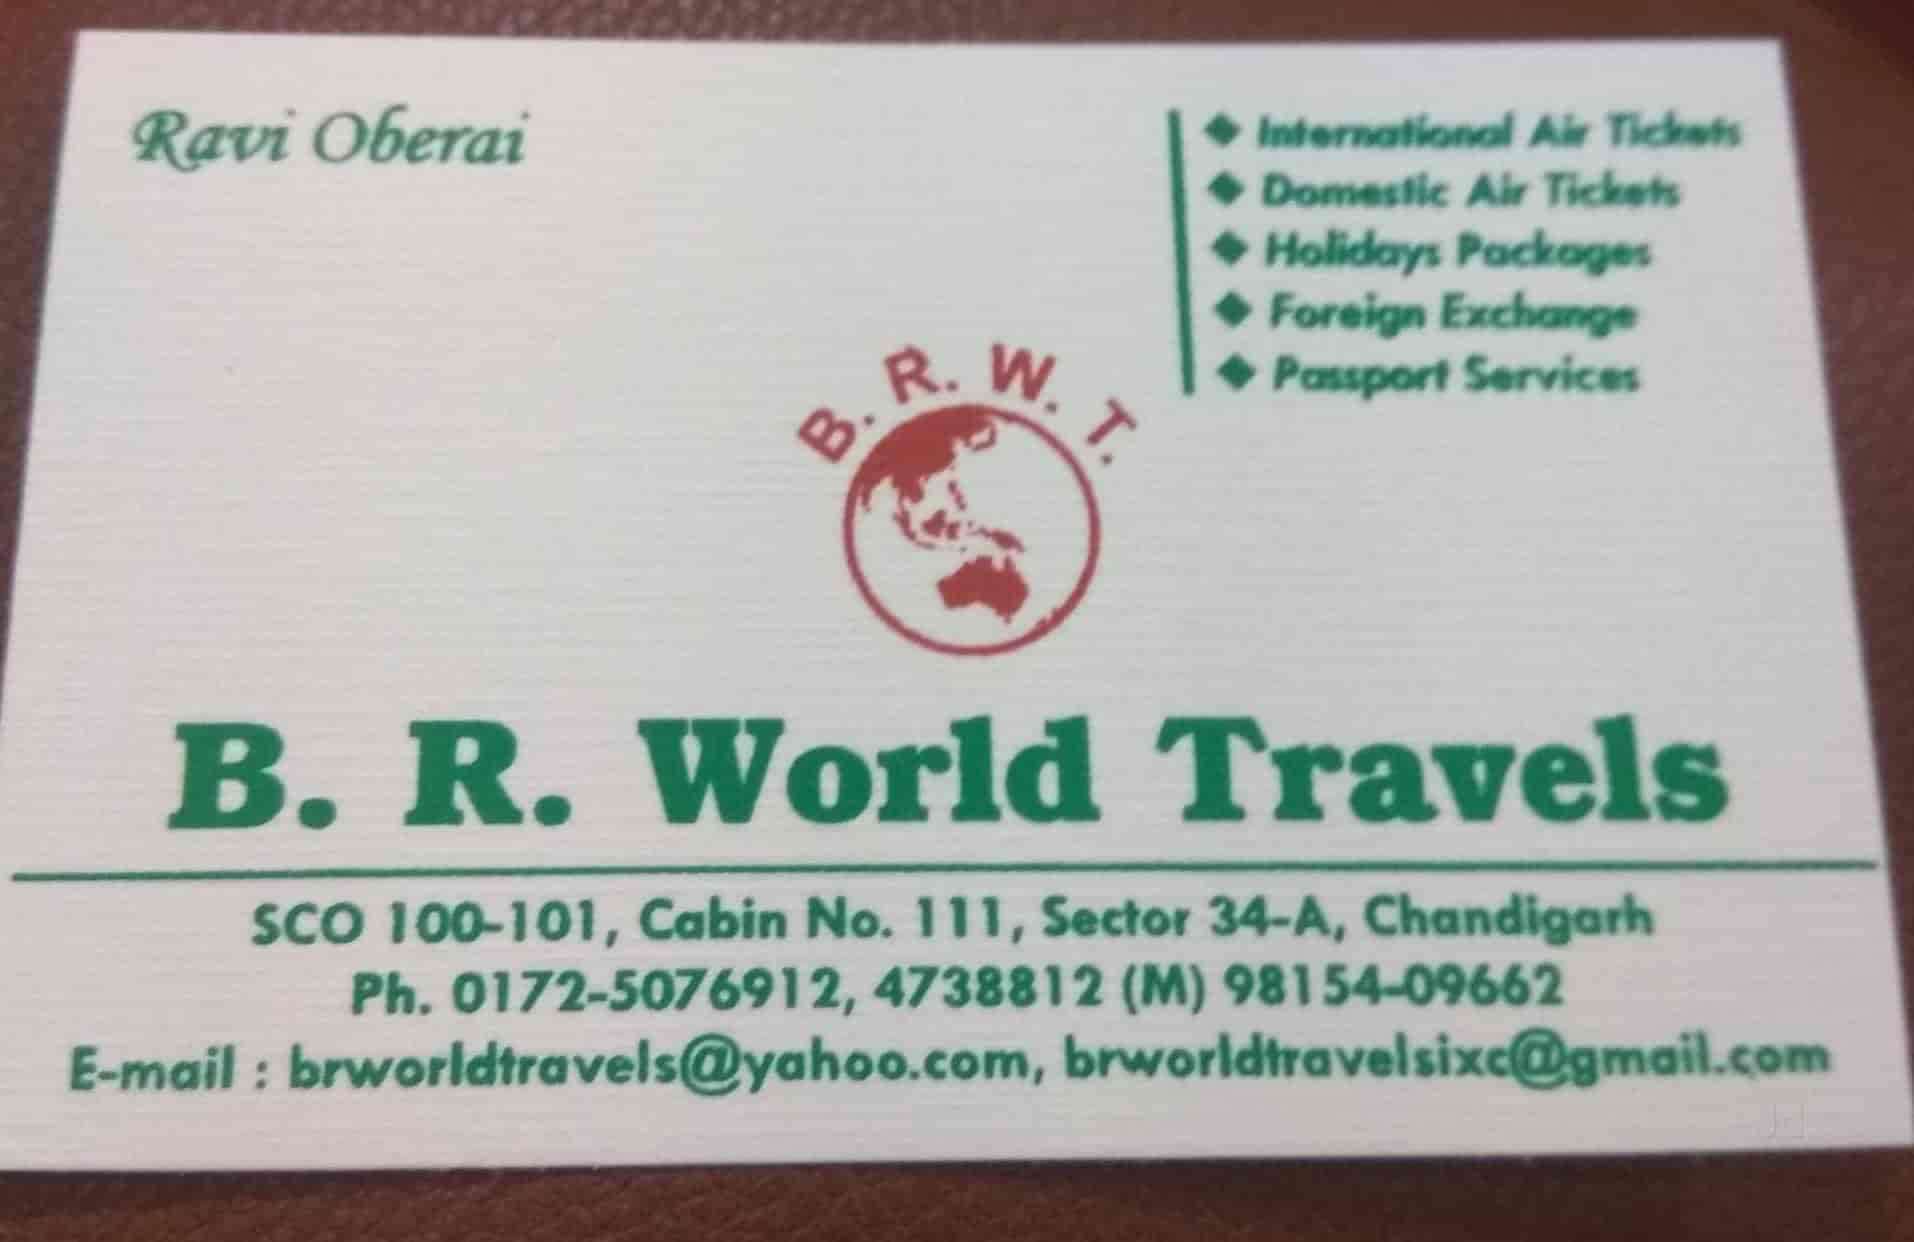 Ravi Oberai
◆ International Air Tickets
◆ Domestic Air Tickets
◆ Holidays Packages
◆ Foreign Exchange
◆ Passport Services
B. R. W. T.
B. R. World Travels
SCO 100-101, Cabin No. 111, Sector 34-A, Chandigarh
Ph. 0172-5076912, 4738812 (M) 98154-09662
E-mail : brworldtravels@yahoo.com, brworldtravelsixc@gmail.com